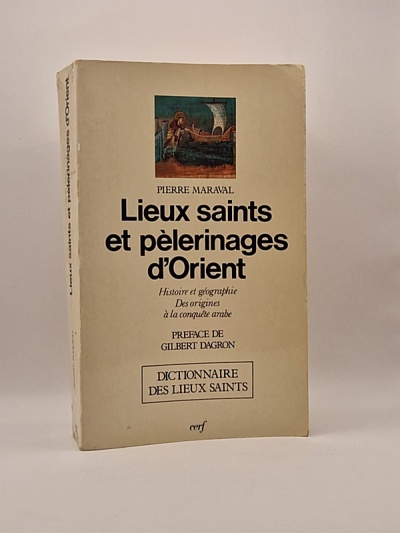 PIERRE MARAVAL
Lieux saints
et pèlerinages
d'Orient
Histoire et géographie
Des origines
à la conquête arabe
PREFACE DE
GILBERT DAGRON
DICTIONNAIRE
DES LIEUX SAINTS
cerf
Lieux saints et pèlerinages d'Orient